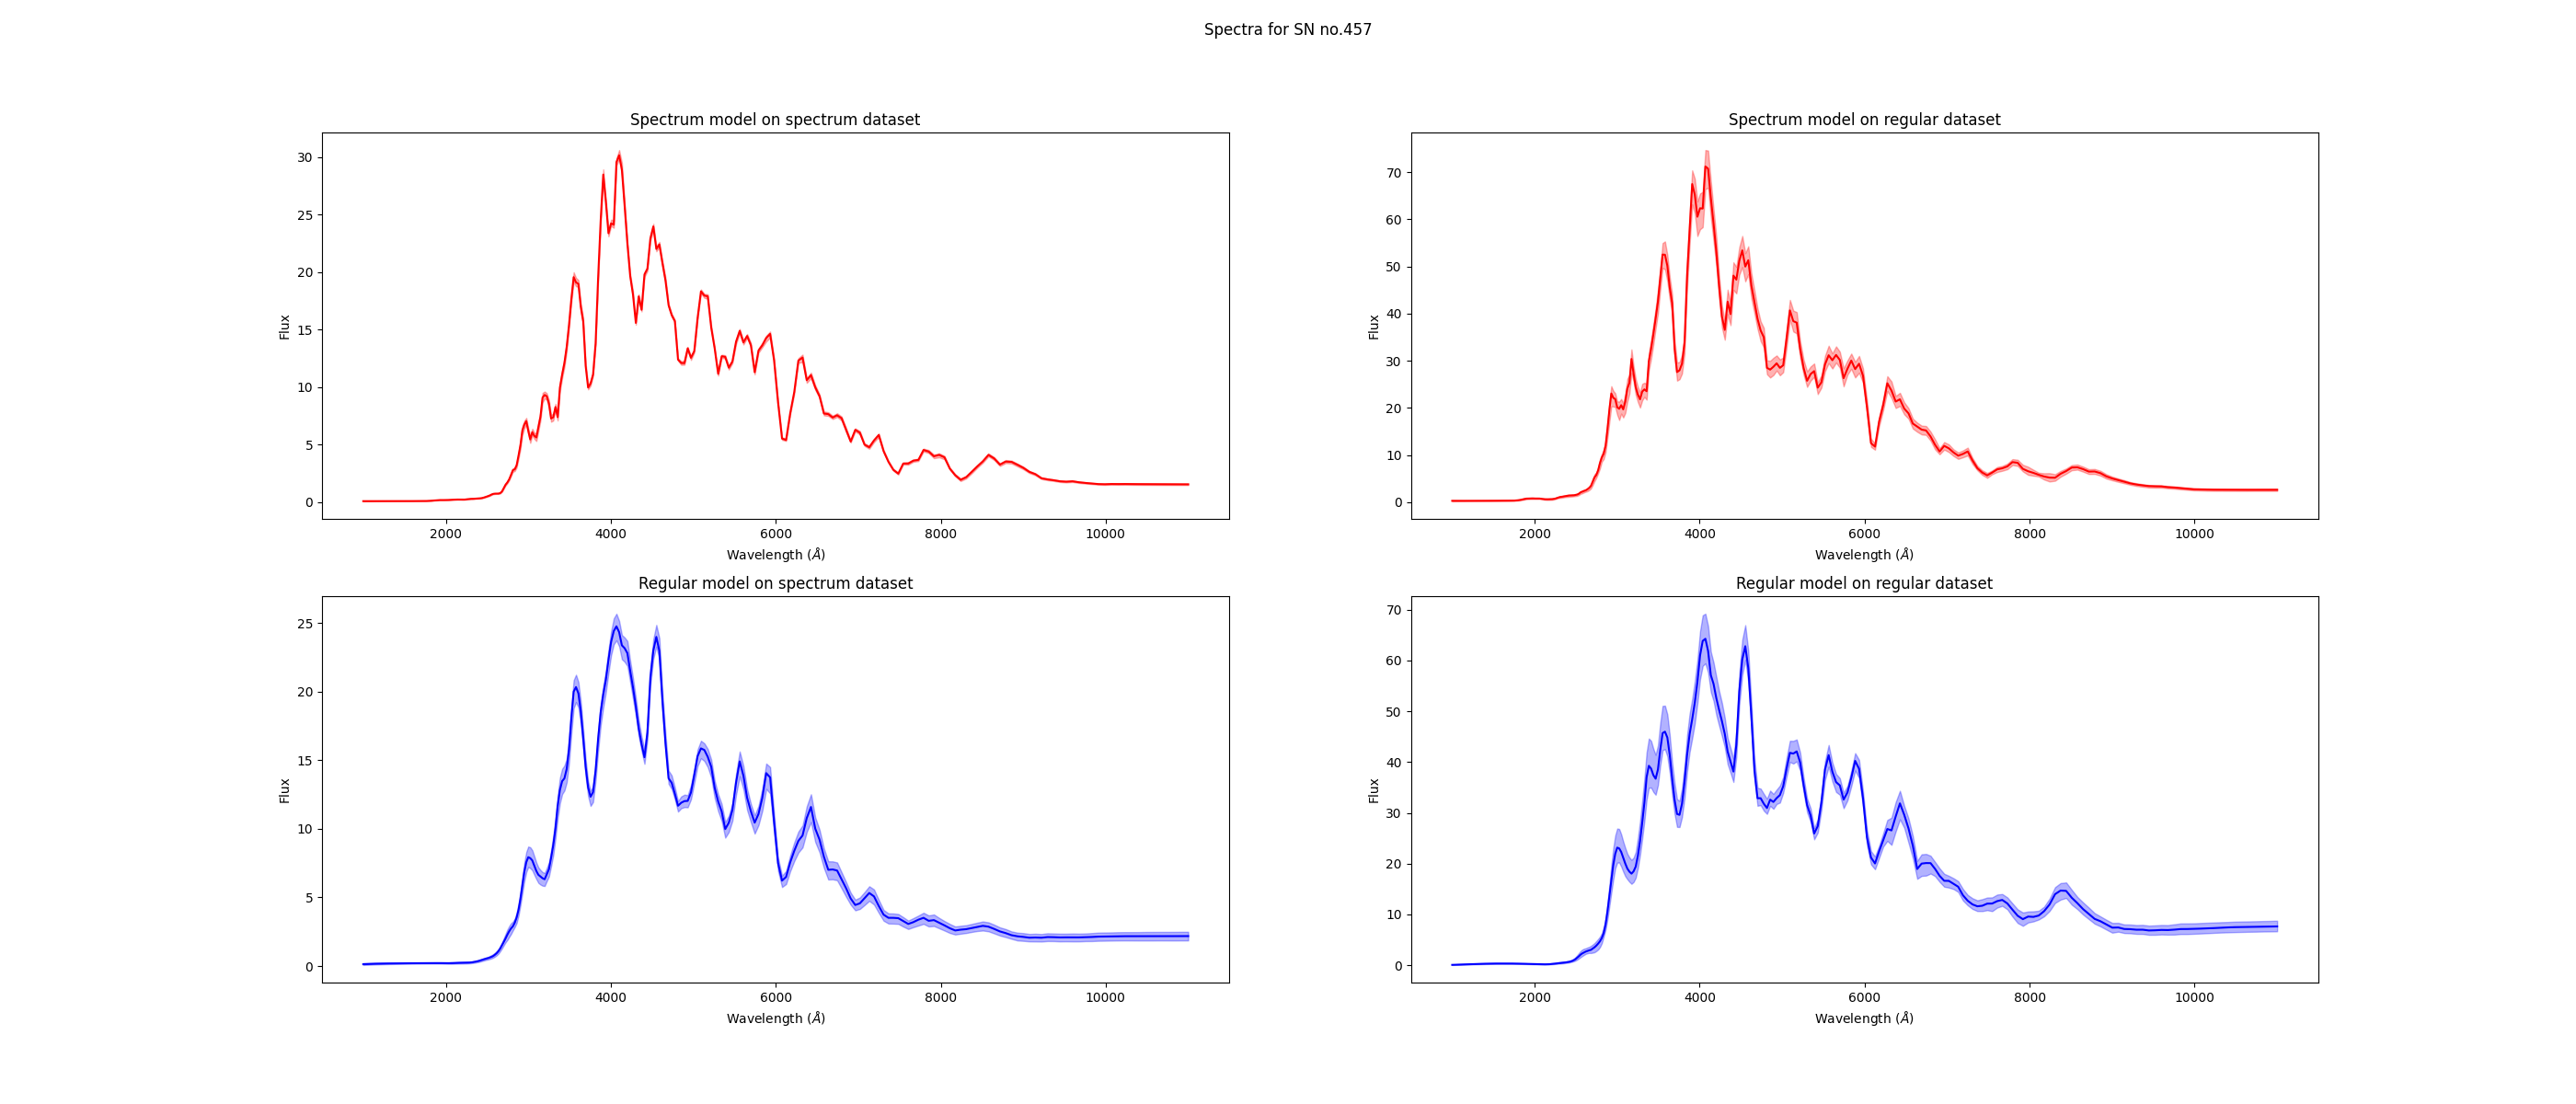 Spectra for SN no.457
Spectrum model on spectrum dataset
30
25
20
15
10
5
0
Flux
2000 4000 6000 8000 10000
Wavelength (Å)
Spectrum model on regular dataset
70
60
50
40
30
20
10
0
Flux
2000 4000 6000 8000 10000
Wavelength (Å)
Regular model on spectrum dataset
25
20
15
10
5
0
Flux
2000 4000 6000 8000 10000
Wavelength (Å)
Regular model on regular dataset
70
60
50
40
30
20
10
0
Flux
2000 4000 6000 8000 10000
Wavelength (Å)